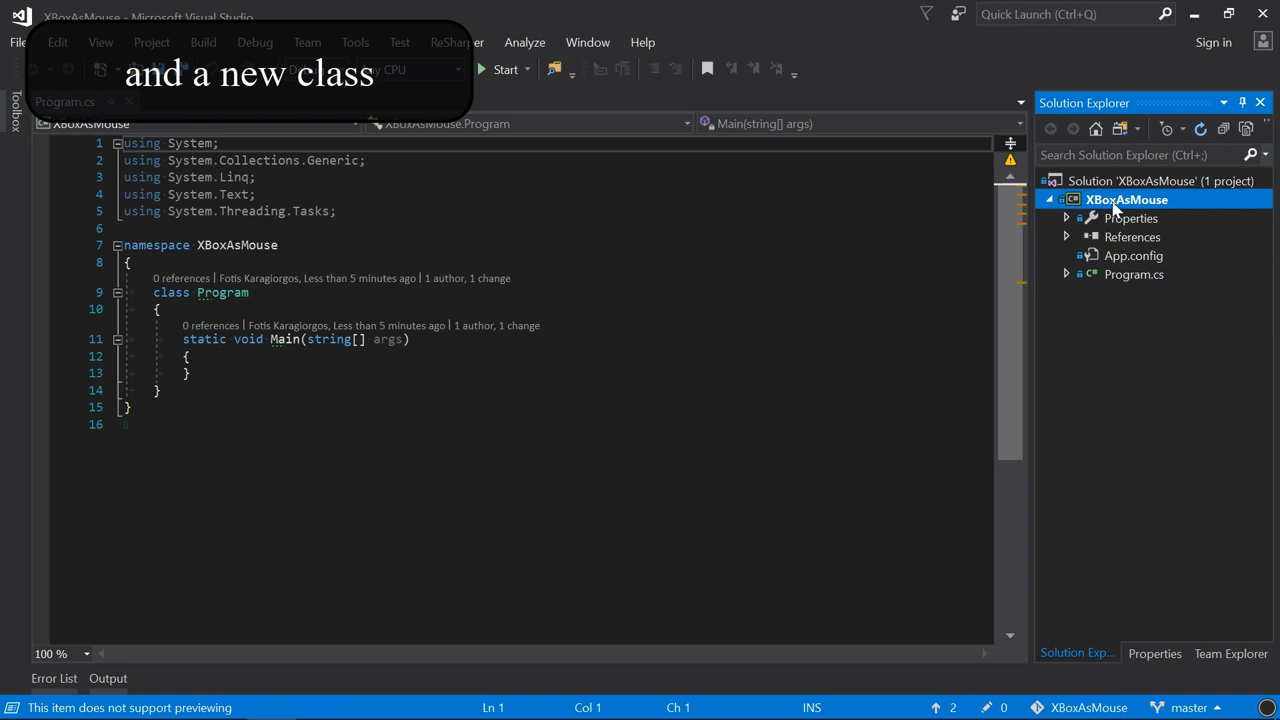 XBoxAsMouse - Microsoft Visual Studio
Quick Launch (Ctrl+Q)
File Edit View Project Build Debug Team Tools Test ReSharper Analyze Window Help
Sign in
and a new class
CPU
Start
Toolbox
Program.cs
XBoxAsMouse
XBoxAsMouse.Program
Main(string[] args)
1 using System;
2 using System.Collections.Generic;
3 using System.Linq;
4 using System.Text;
5 using System.Threading.Tasks;
6
7 namespace XBoxAsMouse
8 {
0 references | Fotis Karagiorgos, Less than 5 minutes ago | 1 author, 1 change
9 class Program
10 {
0 references | Fotis Karagiorgos, Less than 5 minutes ago | 1 author, 1 change
11 static void Main(string[] args)
12 {
13 }
14 }
15 }
16
Solution Explorer
Search Solution Explorer (Ctrl+;)
Solution 'XBoxAsMouse' (1 project)
C# XBoxAsMouse
Properties
References
App.config
C# Program.cs
100 %
Solution Exp... Properties Team Explorer
Error List Output
This item does not support previewing
Ln 1 Col 1 Ch 1 INS
2 0 XBoxAsMouse master